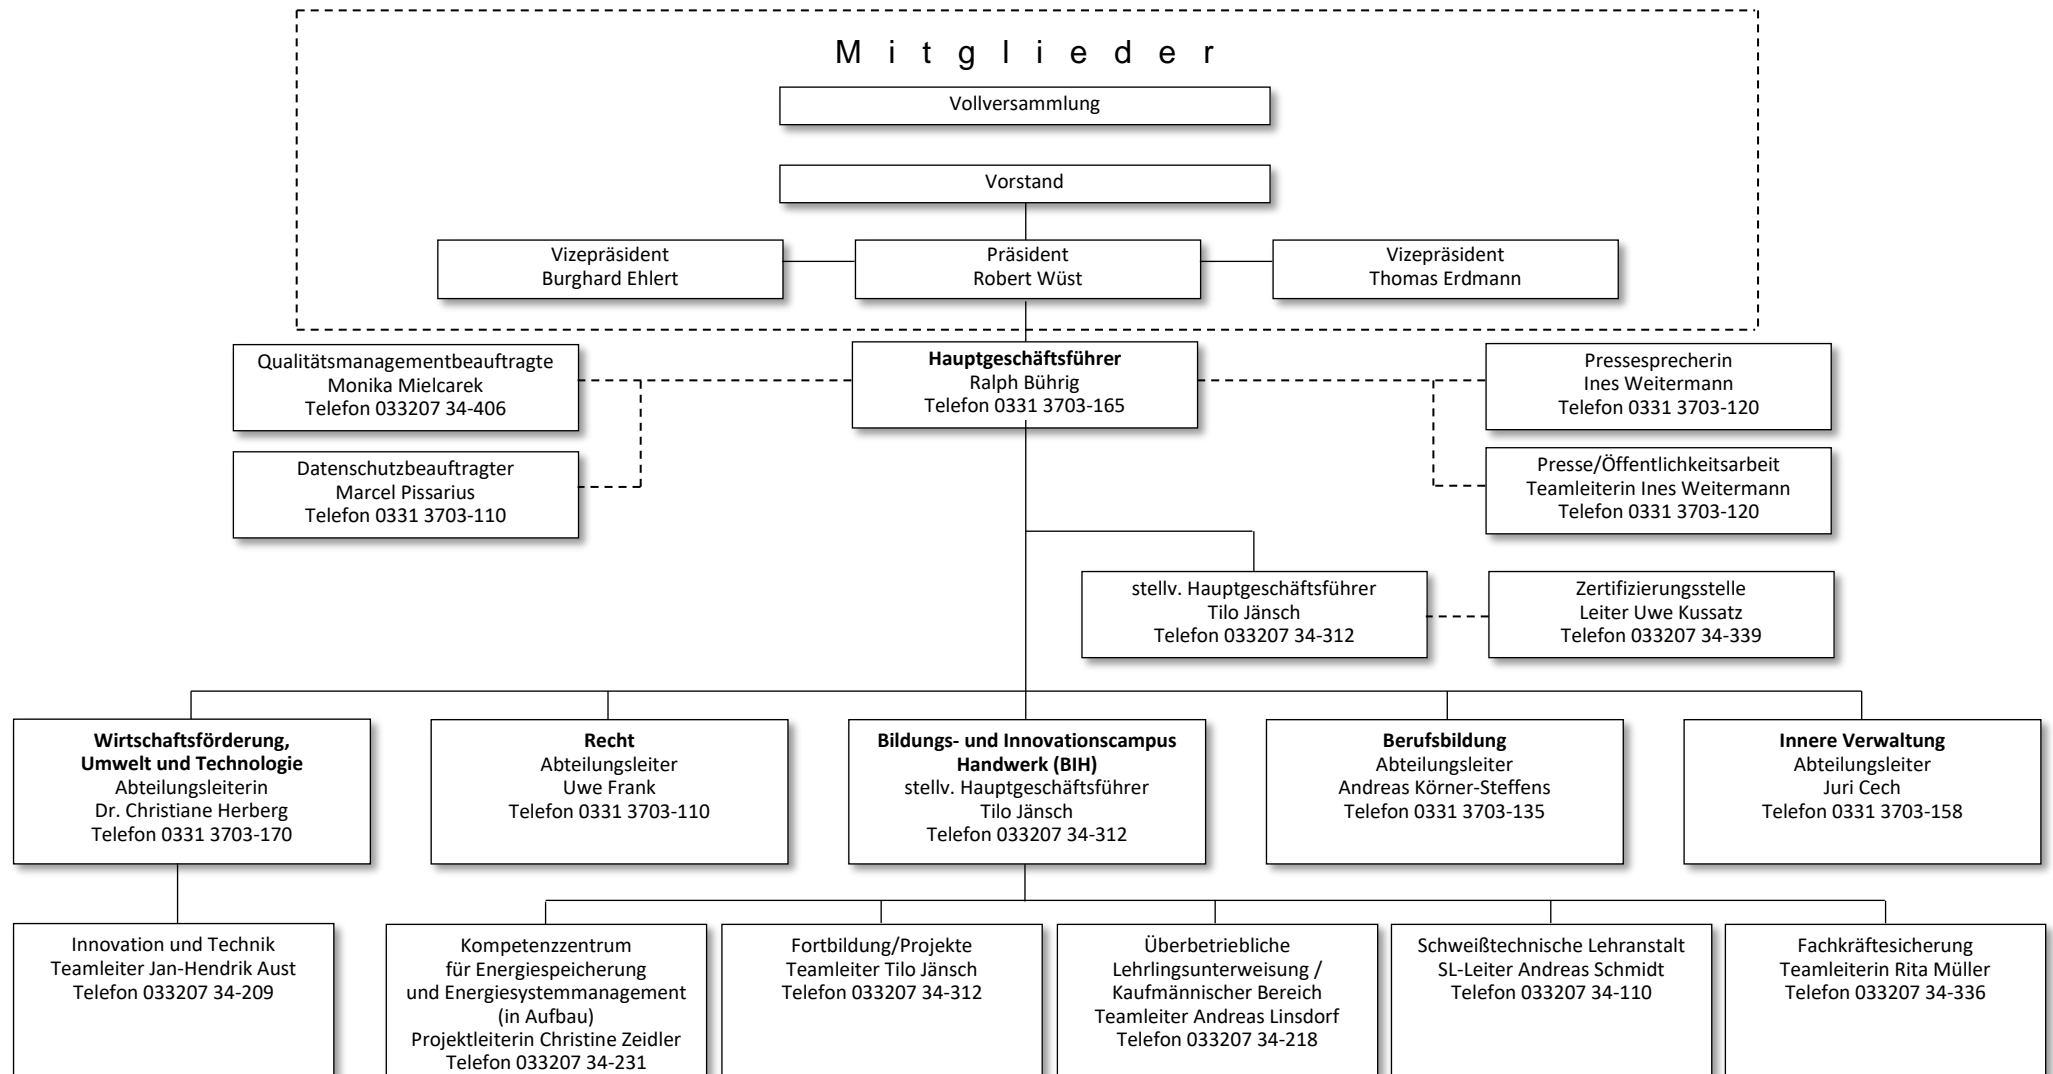 Mitglieder
Vollversammlung
Vorstand
Vizepräsident
Burghard Ehlert
Präsident
Robert Wüst
Vizepräsident
Thomas Erdmann
Qualitätsmanagementbeauftragte
Monika Mielcarek
Telefon 033207 34-406
Hauptgeschäftsführer
Ralph Bührig
Telefon 0331 3703-165
Pressesprecherin
Ines Weitermann
Telefon 0331 3703-120
Datenschutzbeauftragter
Marcel Pissarius
Telefon 0331 3703-110
Presse/Öffentlichkeitsarbeit
Teamleiterin Ines Weitermann
Telefon 0331 3703-120
stellv. Hauptgeschäftsführer
Tilo Jänsch
Telefon 033207 34-312
Zertifizierungsstelle
Leiter Uwe Kussatz
Telefon 033207 34-339
Wirtschaftsförderung,
Umwelt und Technologie
Abteilungsleiterin
Dr. Christiane Herberg
Telefon 0331 3703-170
Recht
Abteilungsleiter
Uwe Frank
Telefon 0331 3703-110
Bildungs- und Innovationscampus
Handwerk (BIH)
stellv. Hauptgeschäftsführer
Tilo Jänsch
Telefon 033207 34-312
Berufsbildung
Abteilungsleiter
Andreas Körner-Steffens
Telefon 0331 3703-135
Innere Verwaltung
Abteilungsleiter
Juri Cech
Telefon 0331 3703-158
Innovation und Technik
Teamleiter Jan-Hendrik Aust
Telefon 033207 34-209
Kompetenzzentrum
für Energiespeicherung
und Energiesystemmanagement
(in Aufbau)
Projektleiterin Christine Zeidler
Telefon 033207 34-231
Fortbildung/Projekte
Teamleiter Tilo Jänsch
Telefon 033207 34-312
Überbetriebliche
Lehrlingsunterweisung /
Kaufmännischer Bereich
Teamleiter Andreas Linsdorf
Telefon 033207 34-218
Schweißtechnische Lehranstalt
SL-Leiter Andreas Schmidt
Telefon 033207 34-110
Fachkräftesicherung
Teamleiterin Rita Müller
Telefon 033207 34-336